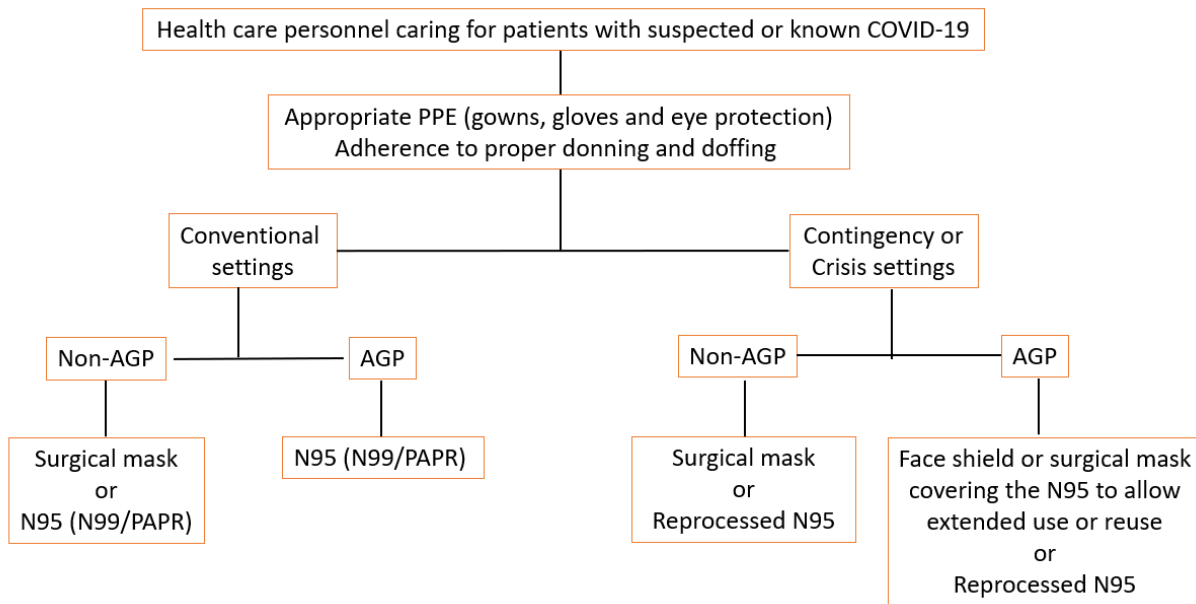 Health care personnel caring for patients with suspected or known COVID-19
Appropriate PPE (gowns, gloves and eye protection)
Adherence to proper donning and doffing
Conventional
settings
Contingency or
Crisis settings
Non-AGP
AGP
Non-AGP
AGP
Surgical mask
or
N95 (N99/PAPR)
N95 (N99/PAPR)
Surgical mask
or
Reprocessed N95
Face shield or surgical mask
covering the N95 to allow
extended use or reuse
or
Reprocessed N95